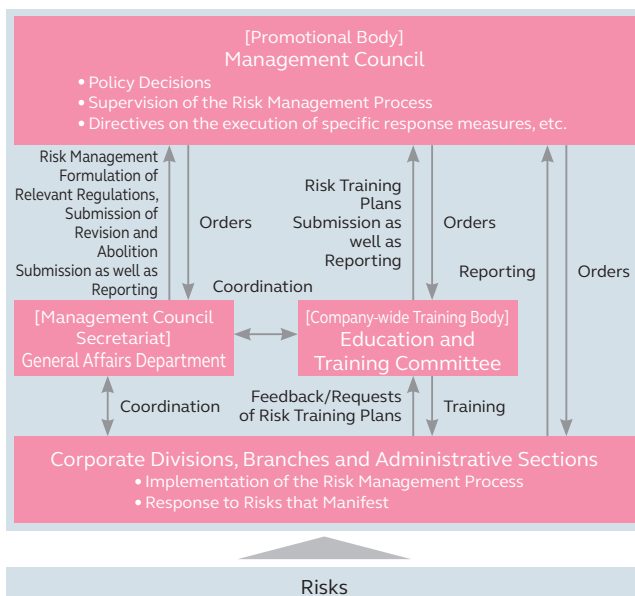 [Promotional Body]
Management Council
• Policy Decisions
• Supervision of the Risk Management Process
• Directives on the execution of specific response measures, etc.
Risk Management
Formulation of
Relevant Regulations,
Submission of
Revision and
Abolition
Submission as well as
Reporting
Orders
Risk Training
Plans
Submission as
well as
Reporting
Orders
Reporting
Orders
Coordination
[Management Council
Secretariat]
General Affairs Department
[Company-wide Training Body]
Education and
Training Committee
Coordination
Feedback/Requests
of Risk Training Plans
Training
Corporate Divisions, Branches and Administrative Sections
• Implementation of the Risk Management Process
• Response to Risks that Manifest
Risks